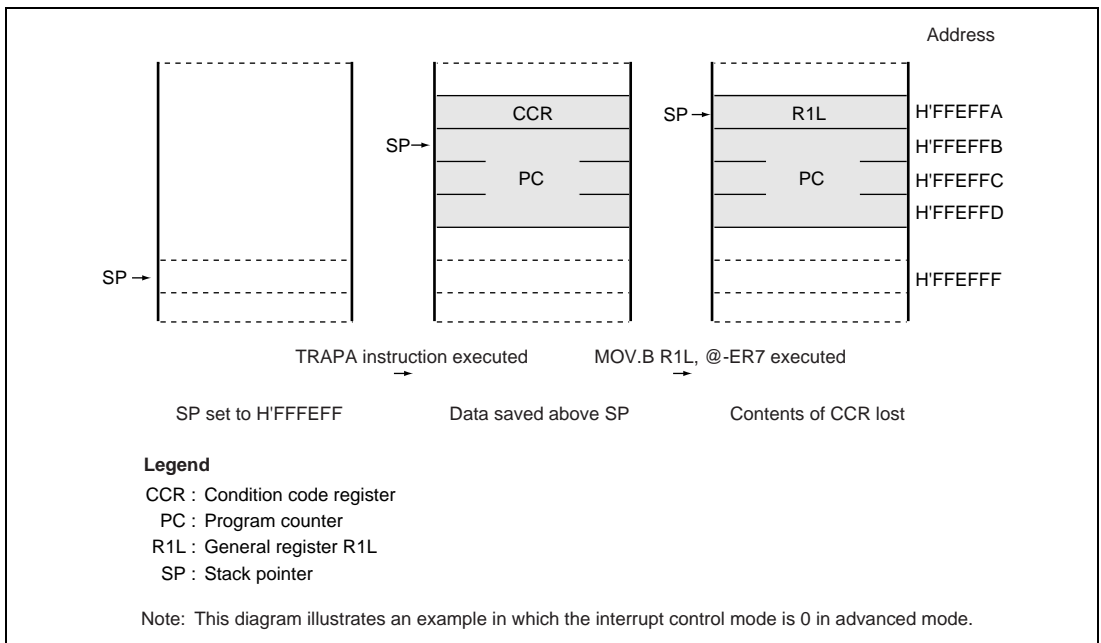 Address
CCR
SP
R1L
H'FFEFFA
SP
H'FFEFFB
PC
PC
H'FFEFFC
H'FFEFFD
SP
H'FFEFFF
TRAPA instruction executed
MOV.B R1L, @-ER7 executed
SP set to H'FFFEFF
Data saved above SP
Contents of CCR lost
Legend
CCR : Condition code register
PC : Program counter
R1L : General register R1L
SP : Stack pointer
Note: This diagram illustrates an example in which the interrupt control mode is 0 in advanced mode.